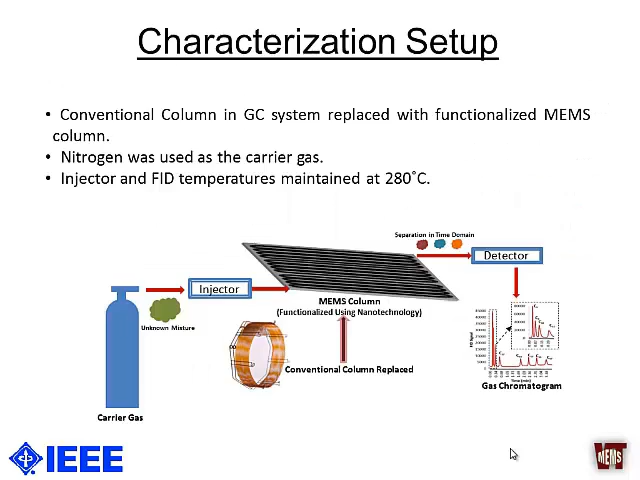 Characterization Setup
• Conventional Column in GC system replaced with functionalized MEMS
column.
• Nitrogen was used as the carrier gas.
• Injector and FID temperatures maintained at 280˚C.
Separation in Time Domain
Detector
Injector
MEMS Column
(Functionalized Using Nanotechnology)
Unknown Mixture
Conventional Column Replaced
Gas Chromatogram
Carrier Gas
IEEE
MEMS